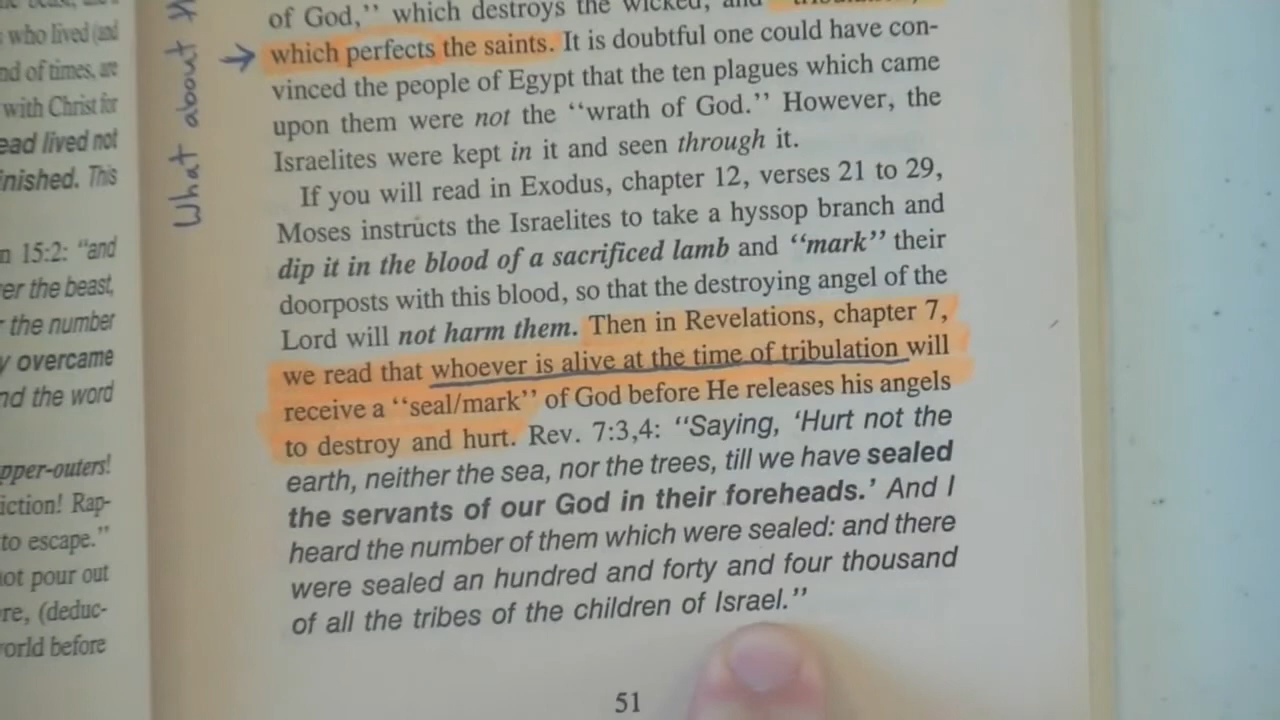 who lived (and
nd of times, are
with Christ for
ead lived not
inished. This
n 15:2: "and
er the beast,
the number
y overcame
nd the word
pper-outers!
iction! Rap-
to escape."
not pour out
re, (deduc-
vorld before
What about
of God,'' which destroys the wicked, and
which perfects the saints. It is doubtful one could have con-
vinced the people of Egypt that the ten plagues which came
upon them were not the ''wrath of God.'' However, the
Israelites were kept in it and seen through it.
If you will read in Exodus, chapter 12, verses 21 to 29,
Moses instructs the Israelites to take a hyssop branch and
dip it in the blood of a sacrificed lamb and ''mark'' their
doorposts with this blood, so that the destroying angel of the
Lord will not harm them. Then in Revelations, chapter 7,
we read that whoever is alive at the time of tribulation will
receive a ''seal/mark'' of God before He releases his angels
to destroy and hurt. Rev. 7:3,4: ''Saying, 'Hurt not the
earth, neither the sea, nor the trees, till we have sealed
the servants of our God in their foreheads.' And I
heard the number of them which were sealed: and there
were sealed an hundred and forty and four thousand
of all the tribes of the children of Israel.''
51